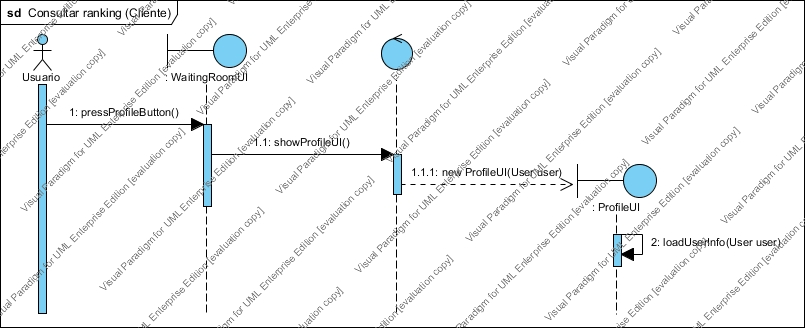 sd Consultar ranking (Cliente)
Usuario
: WaitingRoomUI
1: pressProfileButton()
1.1: showProfileUI()
1.1.1: new ProfileUI(User user)
: ProfileUI
2: loadUserInfo(User user)
Visual Paradigm for UML Enterprise Edition [evaluation copy]